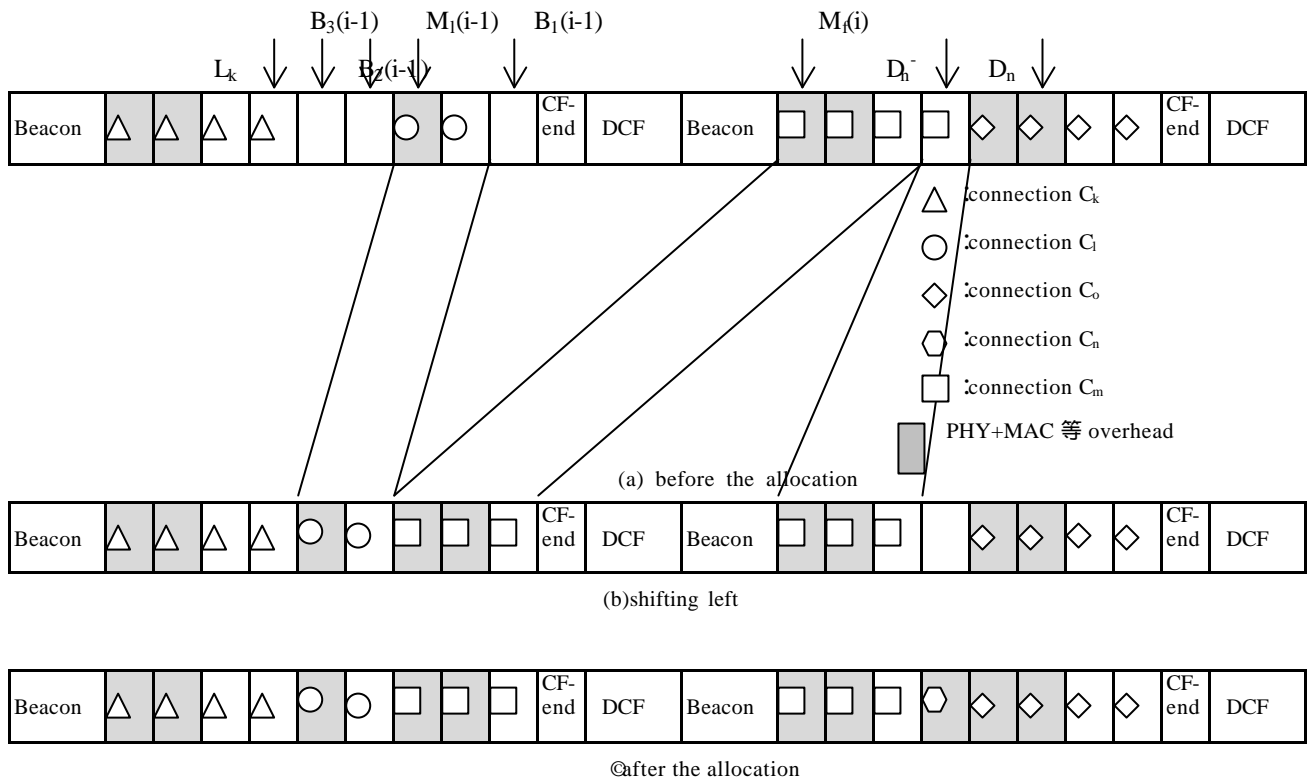 B3(i-1) Ml(i-1) B1(i-1) Mf(i)
Lk B2(i-1) Dn- Dn
Beacon CF-end DCF Beacon CF-end DCF
:connection Ck
:connection Cl
:connection Co
:connection Cn
:connection Cm
PHY+MAC 等 overhead
(a) before the allocation
Beacon CF-end DCF Beacon CF-end DCF
(b)shifting left
Beacon CF-end DCF Beacon CF-end DCF
©after the allocation